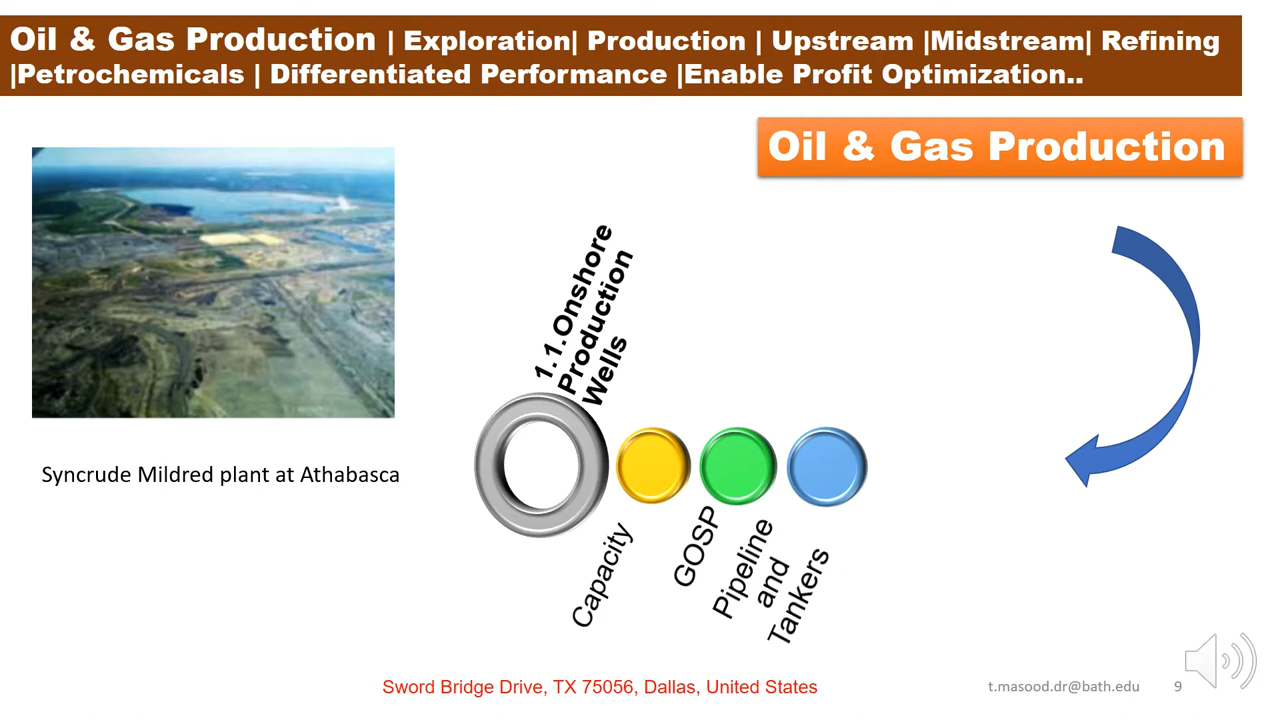 Oil & Gas Production | Exploration| Production | Upstream |Midstream| Refining
|Petrochemicals | Differentiated Performance |Enable Profit Optimization..
Oil & Gas Production
1.1.Onshore
Production
Wells
Syncrude Mildred plant at Athabasca
Capacity
GOSP
Pipeline
and
Tankers
Sword Bridge Drive, TX 75056, Dallas, United States
t.masood.dr@bath.edu
9